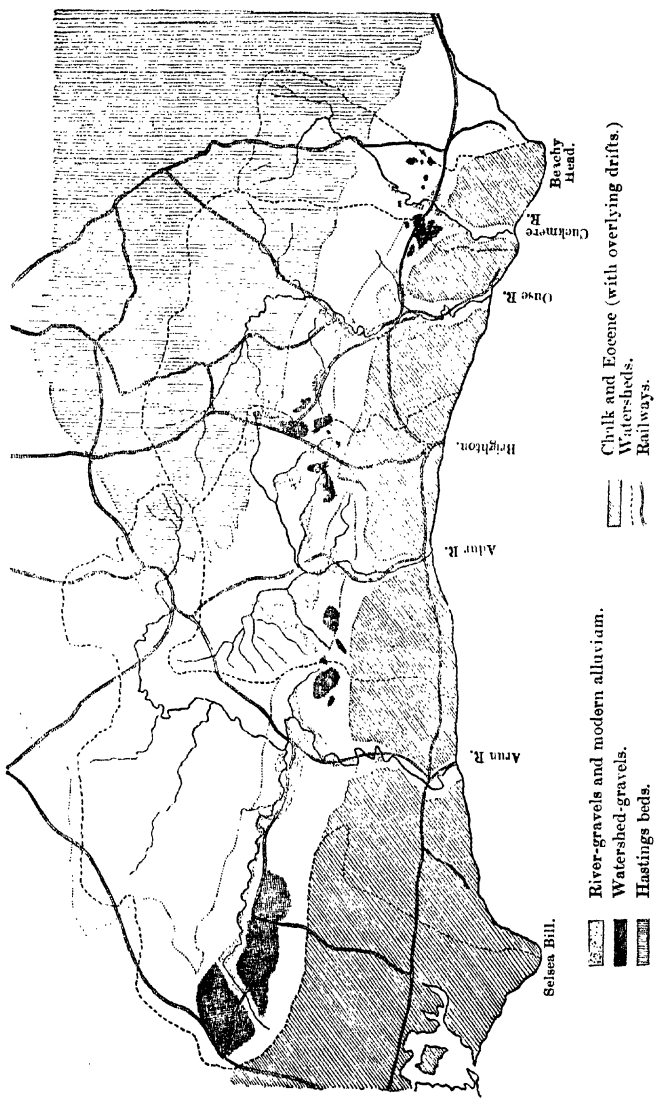 Beachy
Head.
Cuckmere
R.
Ouse R.
Brighton.
Adur R.
Arun R.
Selsea Bill.
River-gravels and modern alluvium.
Watershed-gravels.
Hastings beds.
Chalk and Eocene (with overlying drifts.)
Watersheds.
Railways.